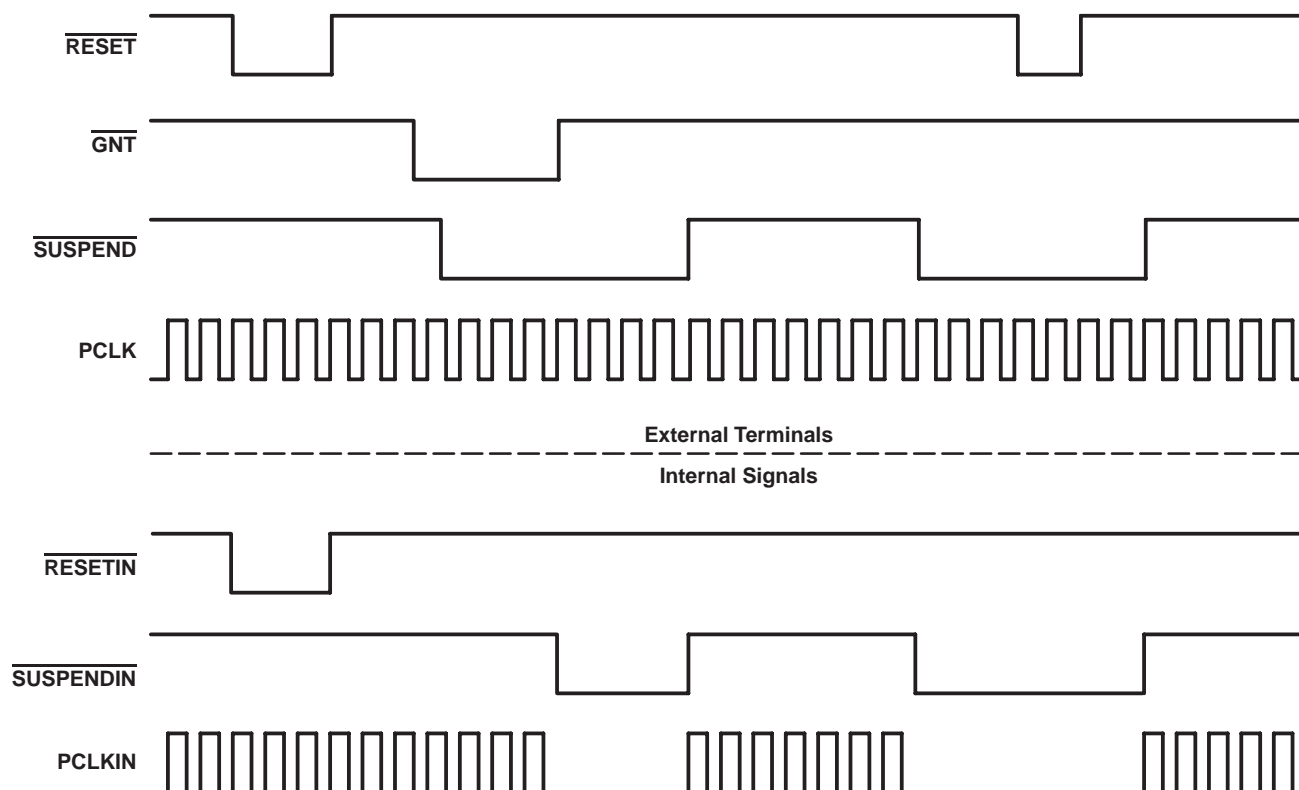 RESET
GNT
SUSPEND
PCLK
External Terminals
Internal Signals
RESETIN
SUSPENDIN
PCLKIN